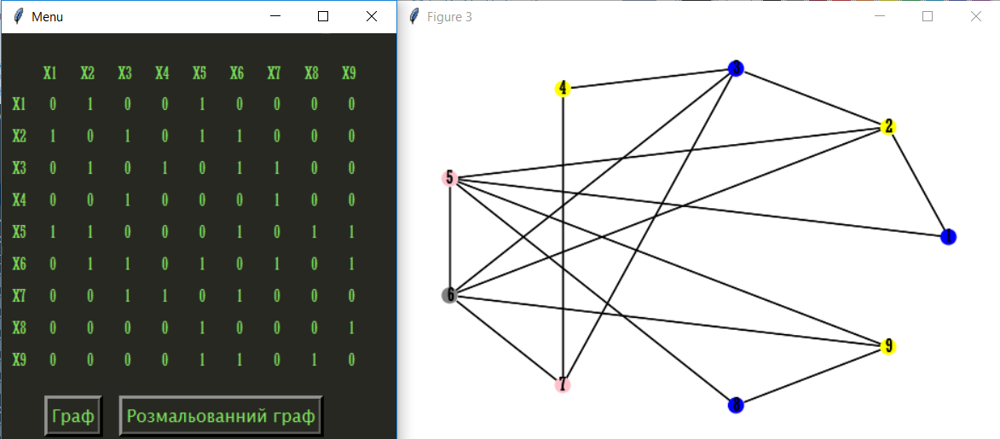 Menu
X1 X2 X3 X4 X5 X6 X7 X8 X9
X1 0 1 0 0 1 0 0 0 0
X2 1 0 1 0 1 1 0 0 0
X3 0 1 0 1 0 1 1 0 0
X4 0 0 1 0 0 0 1 0 0
X5 1 1 0 0 0 1 0 1 1
X6 0 1 1 0 1 0 1 0 1
X7 0 0 1 1 0 1 0 0 0
X8 0 0 0 0 1 0 0 0 1
X9 0 0 0 0 1 1 0 1 0
Граф Розмальованний граф
Figure 3
3
4
2
5
1
6
9
7
8